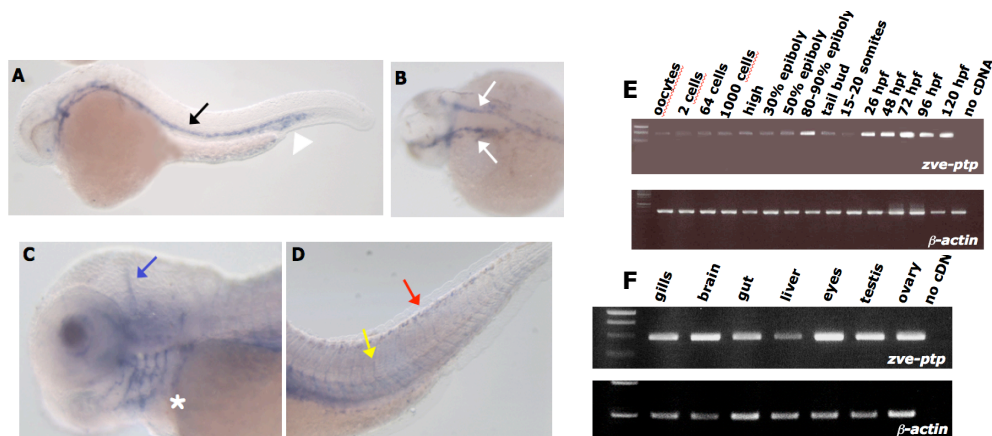 A
B
C
D
*
E
oocytes
2 cells
64 cells
1000 cells
high
30% epiboly
50% epiboly
80-90% epiboly
tail bud
15-20 somites
26 hpf
48 hpf
72 hpf
96 hpf
120 hpf
no cDNA
zve-ptp
β-actin
F
gills
brain
gut
liver
eyes
testis
ovary
no cDN
zve-ptp
β-actin